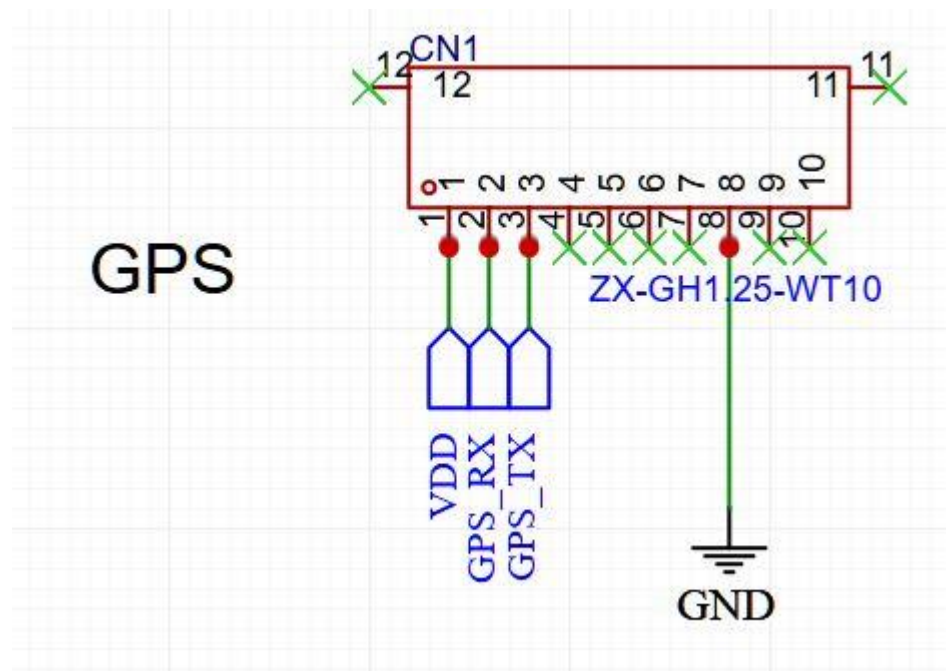 CN1
12
12
11
11
1 2 3 4 5 6 7 8 9 10
1 2 3 4 5 6 7 8 9 10
ZX-GH1.25-WT10
GPS
VDD
GPS_RX
GPS_TX
GND